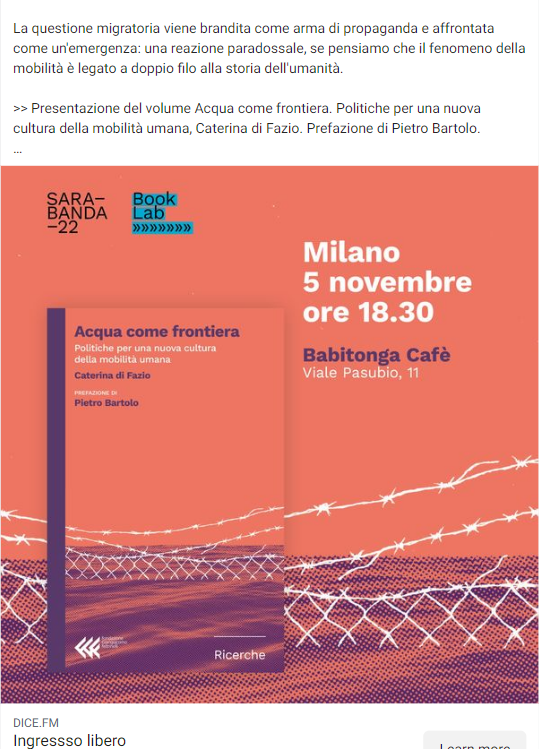 La questione migratoria viene brandita come arma di propaganda e affrontata
come un'emergenza: una reazione paradossale, se pensiamo che il fenomeno della
mobilità è legato a doppio filo alla storia dell'umanità.
>> Presentazione del volume Acqua come frontiera. Politiche per una nuova
cultura della mobilità umana, Caterina di Fazio. Prefazione di Pietro Bartolo.
...
SARA–
BANDA
–22
Book
Lab
»»»»
Milano
5 novembre
ore 18.30
Babitonga Cafè
Viale Pasubio, 11
Acqua come frontiera
Politiche per una nuova cultura
della mobilità umana
Caterina di Fazio
PREFAZIONE DI
Pietro Bartolo
Ricerche
DICE.FM
Ingressso libero
Learn more